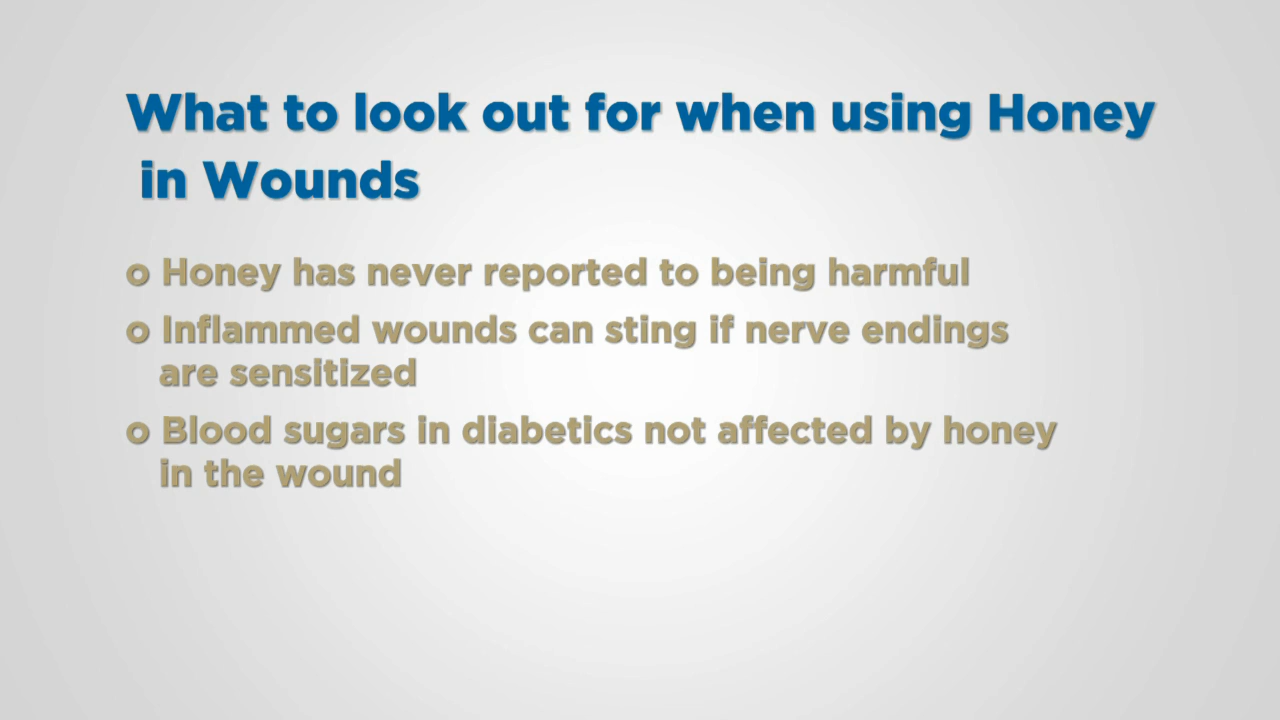 What to look out for when using Honey
in Wounds
o Honey has never reported to being harmful
o Inflammed wounds can sting if nerve endings
are sensitized
o Blood sugars in diabetics not affected by honey
in the wound